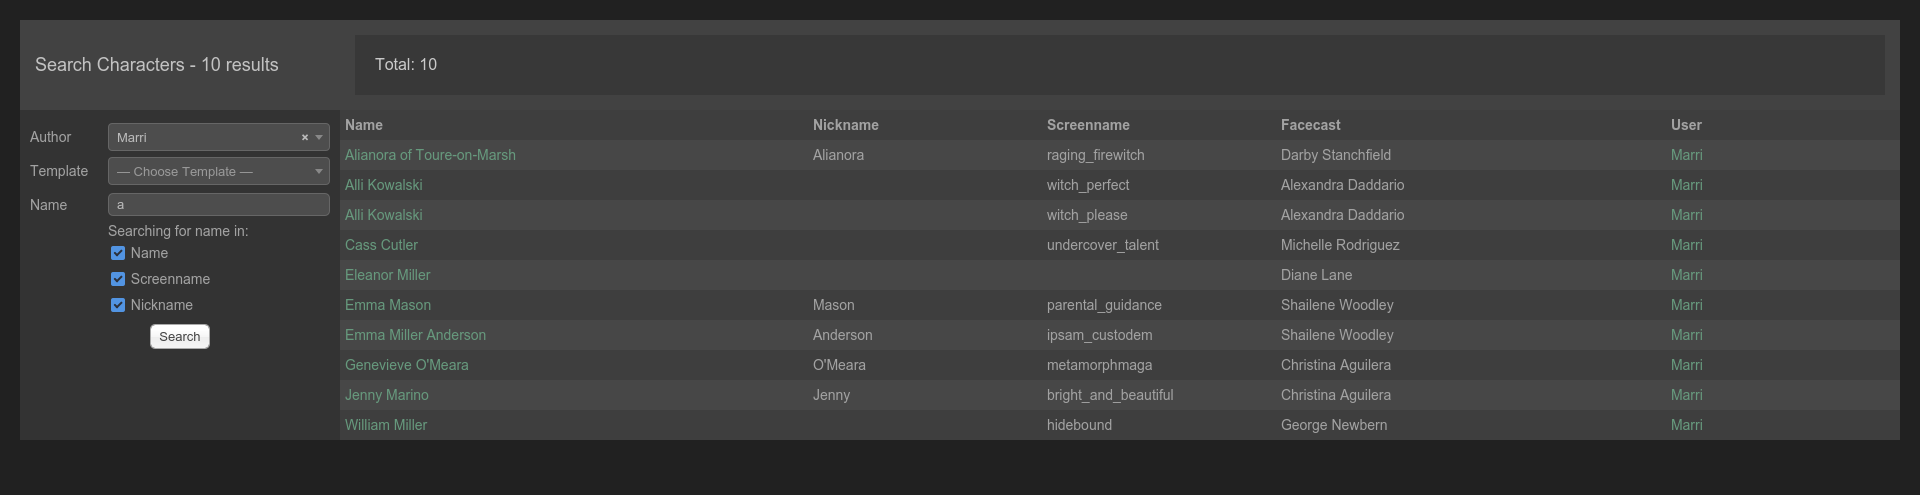 Search Characters - 10 results
Total: 10
Author
Marri
×
Template
— Choose Template —
Name
a
Searching for name in:
Name
Screenname
Nickname
Search
Name Nickname Screenname Facecast User
Alianora of Toure-on-Marsh Alianora raging_firewitch Darby Stanchfield Marri
Alli Kowalski witch_perfect Alexandra Daddario Marri
Alli Kowalski witch_please Alexandra Daddario Marri
Cass Cutler undercover_talent Michelle Rodriguez Marri
Eleanor Miller Diane Lane Marri
Emma Mason Mason parental_guidance Shailene Woodley Marri
Emma Miller Anderson Anderson ipsam_custodem Shailene Woodley Marri
Genevieve O'Meara O'Meara metamorphmaga Christina Aguilera Marri
Jenny Marino Jenny bright_and_beautiful Christina Aguilera Marri
William Miller hidebound George Newbern Marri